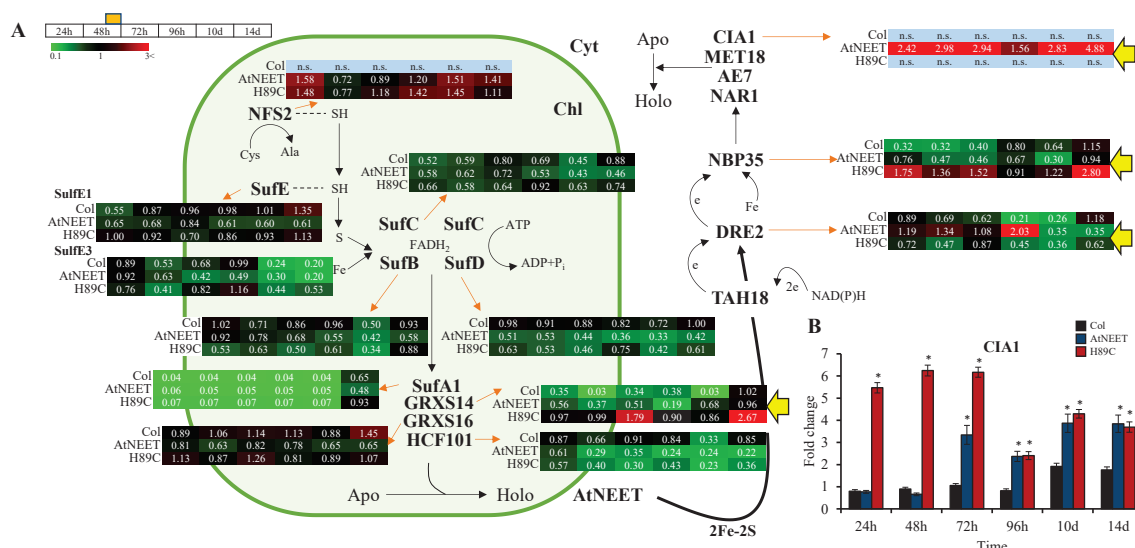 A
24h 48h 72h 96h 10d 14d
0.1 1 3<
Cyt
Chl
Col n.s. n.s. n.s. n.s. n.s. n.s.
AtNEET 1.58 0.72 0.89 1.20 1.51 1.41
H89C 1.48 0.77 1.18 1.42 1.45 1.11
NFS2
SH
Cys
Ala
SufE
SH
SulfE1
Col 0.55 0.87 0.96 0.98 1.01 1.35
AtNEET 0.65 0.68 0.84 0.61 0.60 0.61
H89C 1.00 0.92 0.70 0.86 0.93 1.13
SulfE3
Col 0.89 0.53 0.68 0.99 0.24 0.20
AtNEET 0.92 0.63 0.42 0.49 0.30 0.20
H89C 0.76 0.41 0.82 1.16 0.44 0.53
S
Fe
Col 0.52 0.59 0.80 0.69 0.45 0.88
AtNEET 0.58 0.62 0.72 0.53 0.43 0.46
H89C 0.66 0.58 0.64 0.92 0.63 0.74
SufC SufC
FADH2
SufB SufD
ATP
ADP+Pi
Col 1.02 0.71 0.86 0.96 0.50 0.93
AtNEET 0.92 0.78 0.68 0.55 0.42 0.58
H89C 0.53 0.63 0.50 0.61 0.34 0.88
Col 0.98 0.91 0.88 0.82 0.72 1.00
AtNEET 0.51 0.53 0.44 0.36 0.33 0.42
H89C 0.63 0.53 0.46 0.75 0.42 0.61
Col 0.04 0.04 0.04 0.04 0.04 0.65
AtNEET 0.06 0.05 0.05 0.05 0.05 0.48
H89C 0.07 0.07 0.07 0.07 0.07 0.93
SufA1
GRXS14
GRXS16
HCF101
Col 0.35 0.03 0.34 0.38 0.03 1.02
AtNEET 0.56 0.37 0.51 0.19 0.68 0.96
H89C 0.97 0.99 1.79 0.90 0.86 2.67
Col 0.89 1.06 1.14 1.13 0.88 1.45
AtNEET 0.81 0.63 0.82 0.78 0.65 0.65
H89C 1.13 0.87 1.26 0.81 0.89 1.07
Col 0.87 0.66 0.91 0.84 0.33 0.85
AtNEET 0.61 0.29 0.35 0.24 0.24 0.22
H89C 0.57 0.40 0.30 0.43 0.23 0.36
Apo Holo
AtNEET
2Fe-2S
Apo
Holo
CIA1
MET18
AE7
NAR1
Col n.s. n.s. n.s. n.s. n.s. n.s.
AtNEET 2.42 2.98 2.94 1.56 2.83 4.88
H89C n.s. n.s. n.s. n.s. n.s. n.s.
NBP35
Col 0.32 0.32 0.40 0.80 0.64 1.15
AtNEET 0.76 0.47 0.46 0.67 0.30 0.94
H89C 1.75 1.36 1.52 0.91 1.22 2.80
e
Fe
DRE2
Col 0.89 0.69 0.62 0.21 0.26 1.18
AtNEET 1.19 1.34 1.08 2.03 0.35 0.35
H89C 0.72 0.47 0.87 0.45 0.36 0.62
e
TAH18
2e
NAD(P)H
B
CIA1
Col
AtNEET
H89C
Fold change
7
6
5
4
3
2
1
0
* * * * * * * * * *
24h 48h 72h 96h 10d 14d
Time